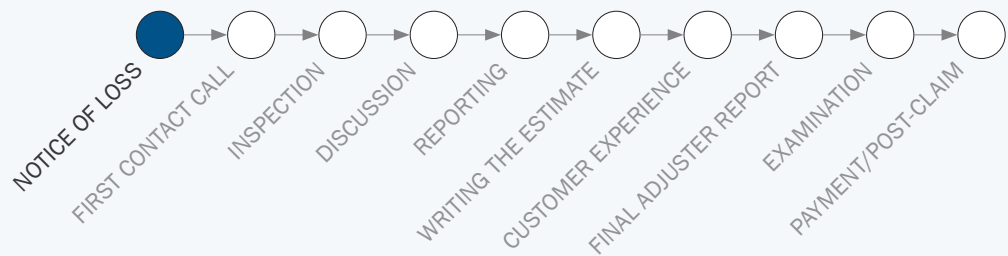 NOTICE OF LOSS
FIRST CONTACT CALL
INSPECTION
DISCUSSION
REPORTING
WRITING THE ESTIMATE
CUSTOMER EXPERIENCE
FINAL ADJUSTER REPORT
EXAMINATION
PAYMENT/POST-CLAIM